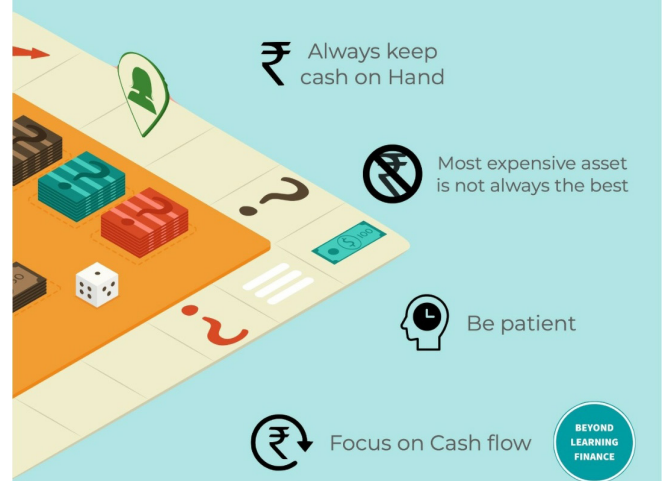 ₹ Always keep
cash on Hand
₹ Most expensive asset
is not always the best
Be patient
₹ Focus on Cash flow
BEYOND
LEARNING
FINANCE
?
?
?
?
$ 100